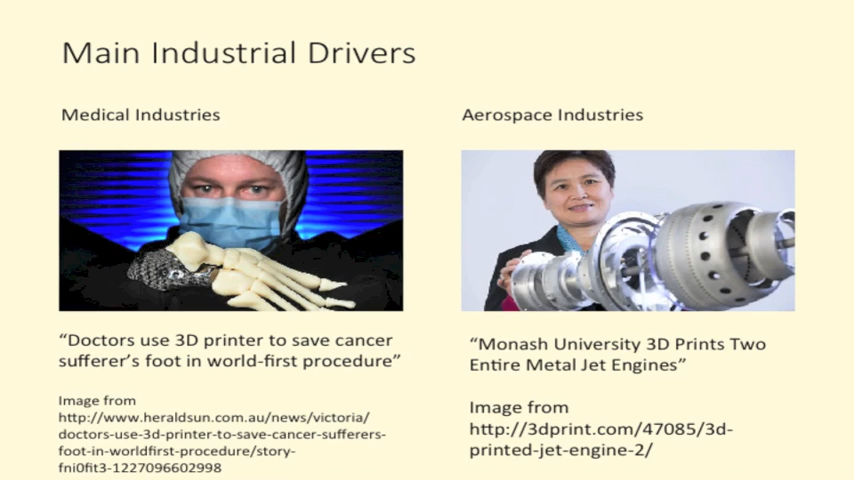 Main Industrial Drivers
Medical Industries
Aerospace Industries
“Doctors use 3D printer to save cancer
sufferer’s foot in world-first procedure”
Image from
http://www.heraldsun.com.au/news/victoria/
doctors-use-3d-printer-to-save-cancer-sufferers-
foot-in-worldfirst-procedure/story-
fni0fit3-1227096602998
“Monash University 3D Prints Two
Entire Metal Jet Engines”
Image from
http://3dprint.com/47085/3d-
printed-jet-engine-2/